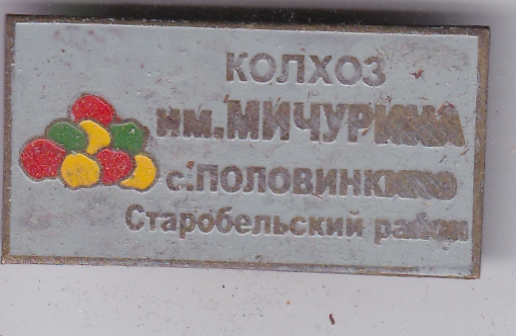 КОЛХОЗ
им.МИЧУРИНА
с.ПОЛОВИНКИНО
Старобельский район